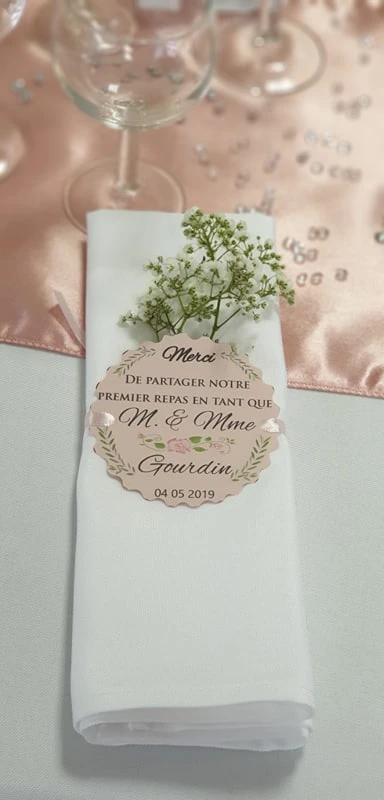 Merci
De partager notre
premier repas en tant que
M. & Mme
Gourdin
04 05 2019